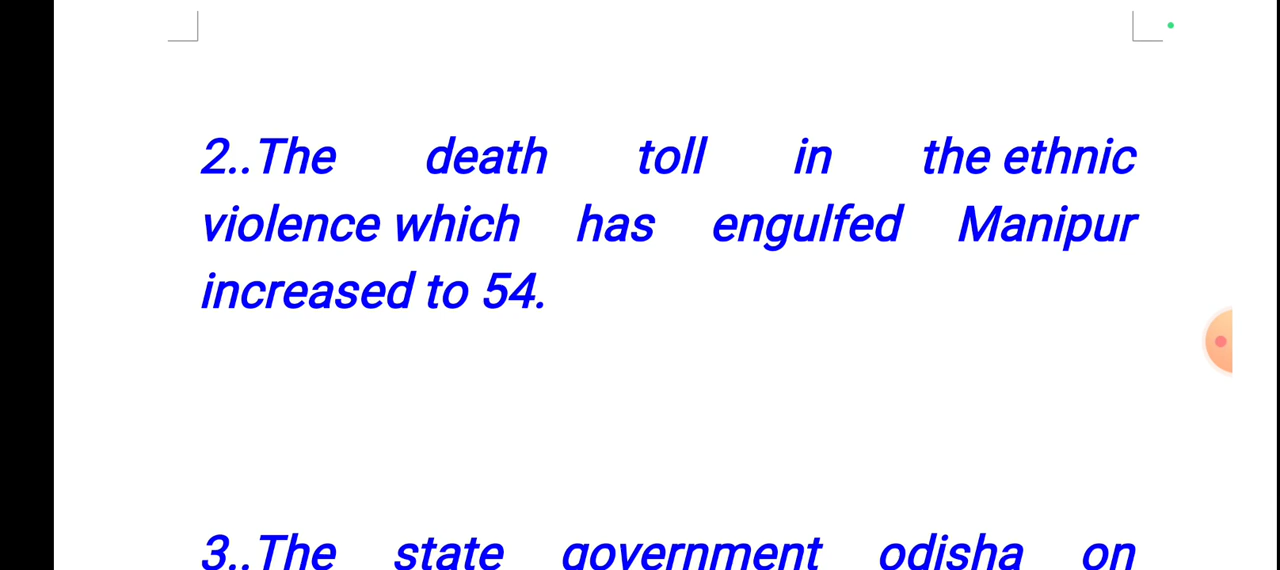 2..The death toll in the ethnic
violence which has engulfed Manipur
increased to 54.
3..The state government odisha on